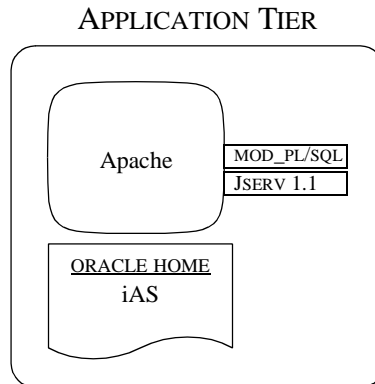 APPLICATION TIER
Apache
MOD_PL/SQL
JSERV 1.1
ORACLE HOME
iAS